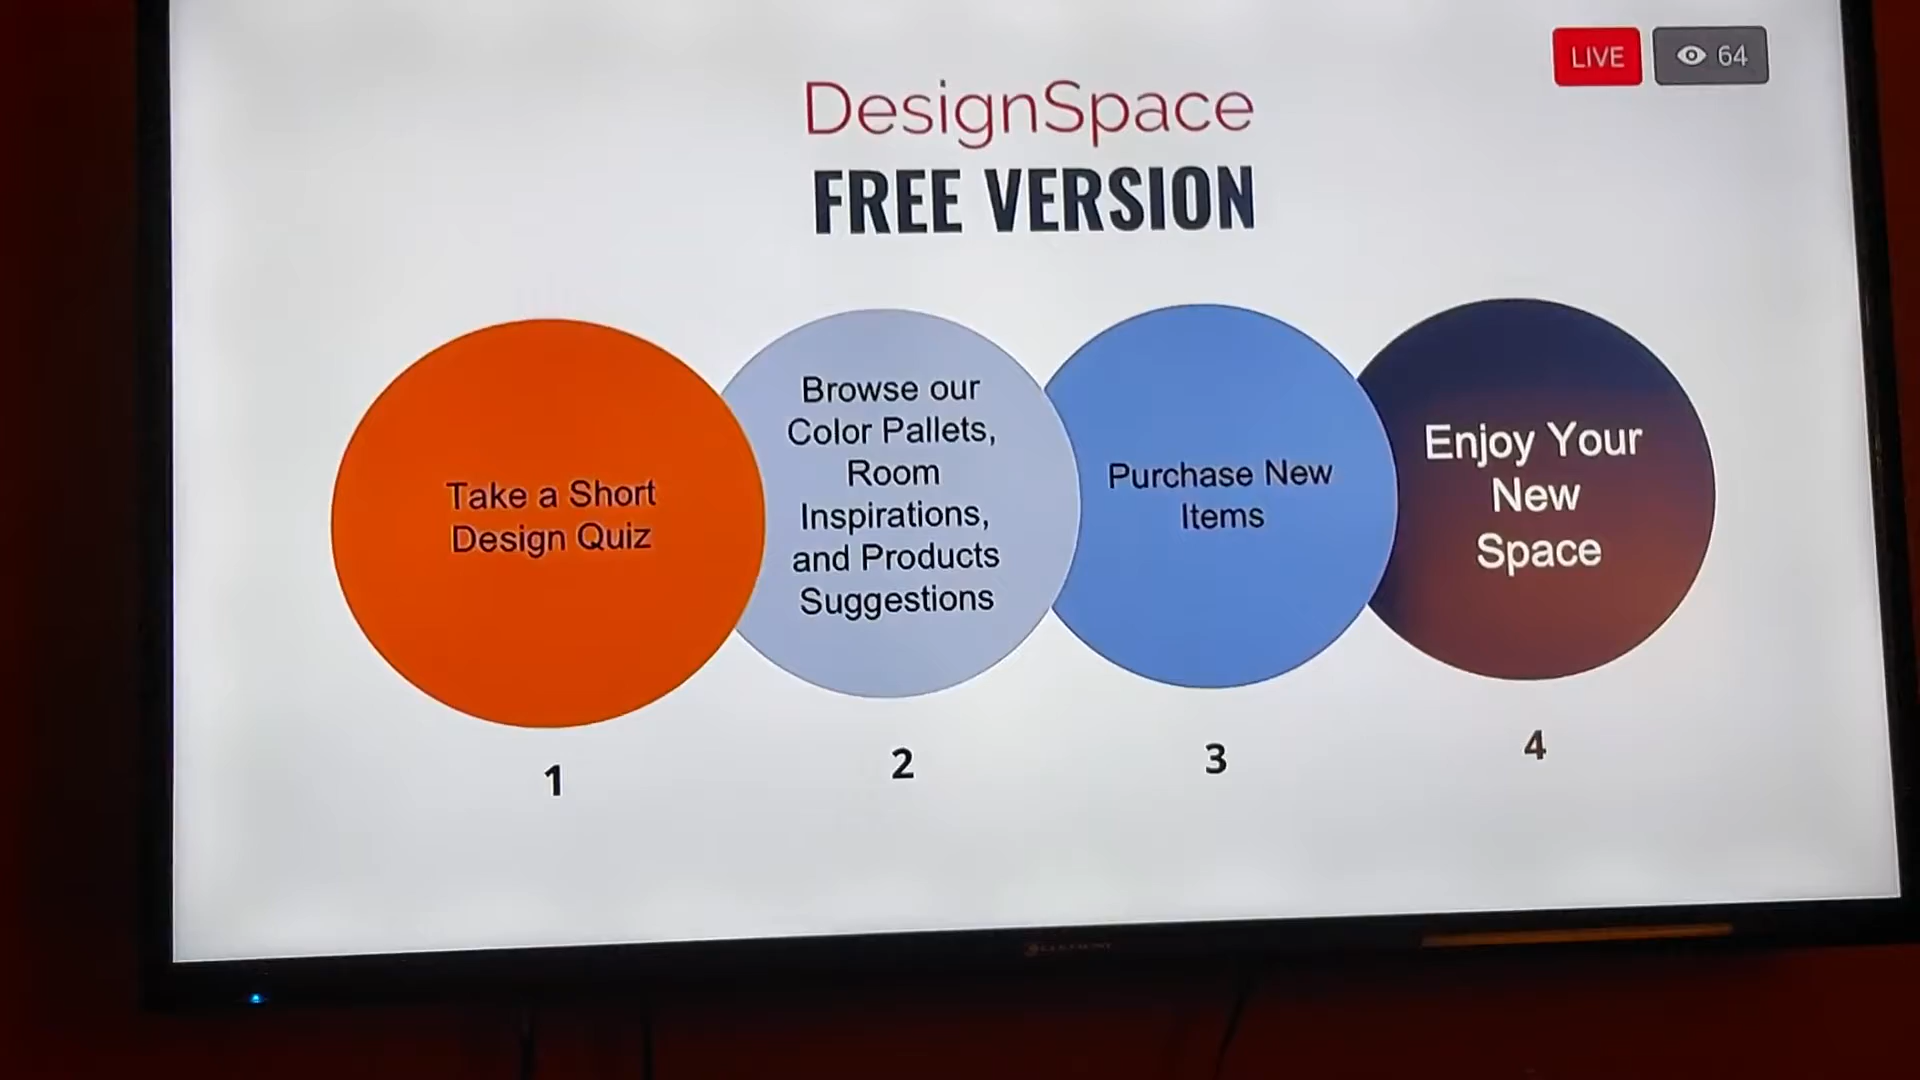 LIVE
64
DesignSpace
FREE VERSION
Take a Short
Design Quiz
Browse our
Color Pallets,
Room
Inspirations,
and Products
Suggestions
Purchase New
Items
Enjoy Your
New
Space
1
2
3
4